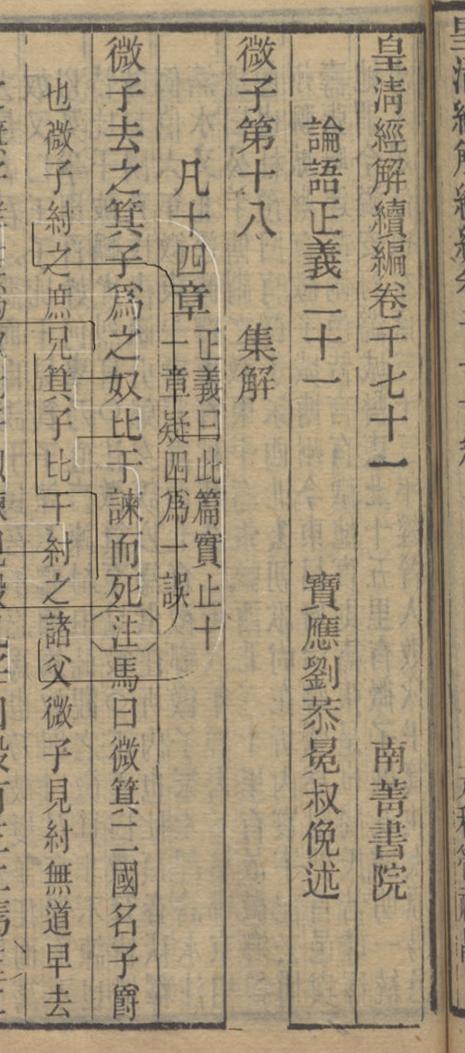 皇清經解續編卷千七十一 南菁書院
論語正義二十一 寶應劉恭冕叔俛述
微子第十八 集解
凡十四章 正義曰此篇實止十
一章疑四爲一誤
微子去之箕子爲之奴比干諫而死注馬曰微箕二國名子爵
也微子紂之庶兄箕子比干紂之諸父微子見紂無道早去